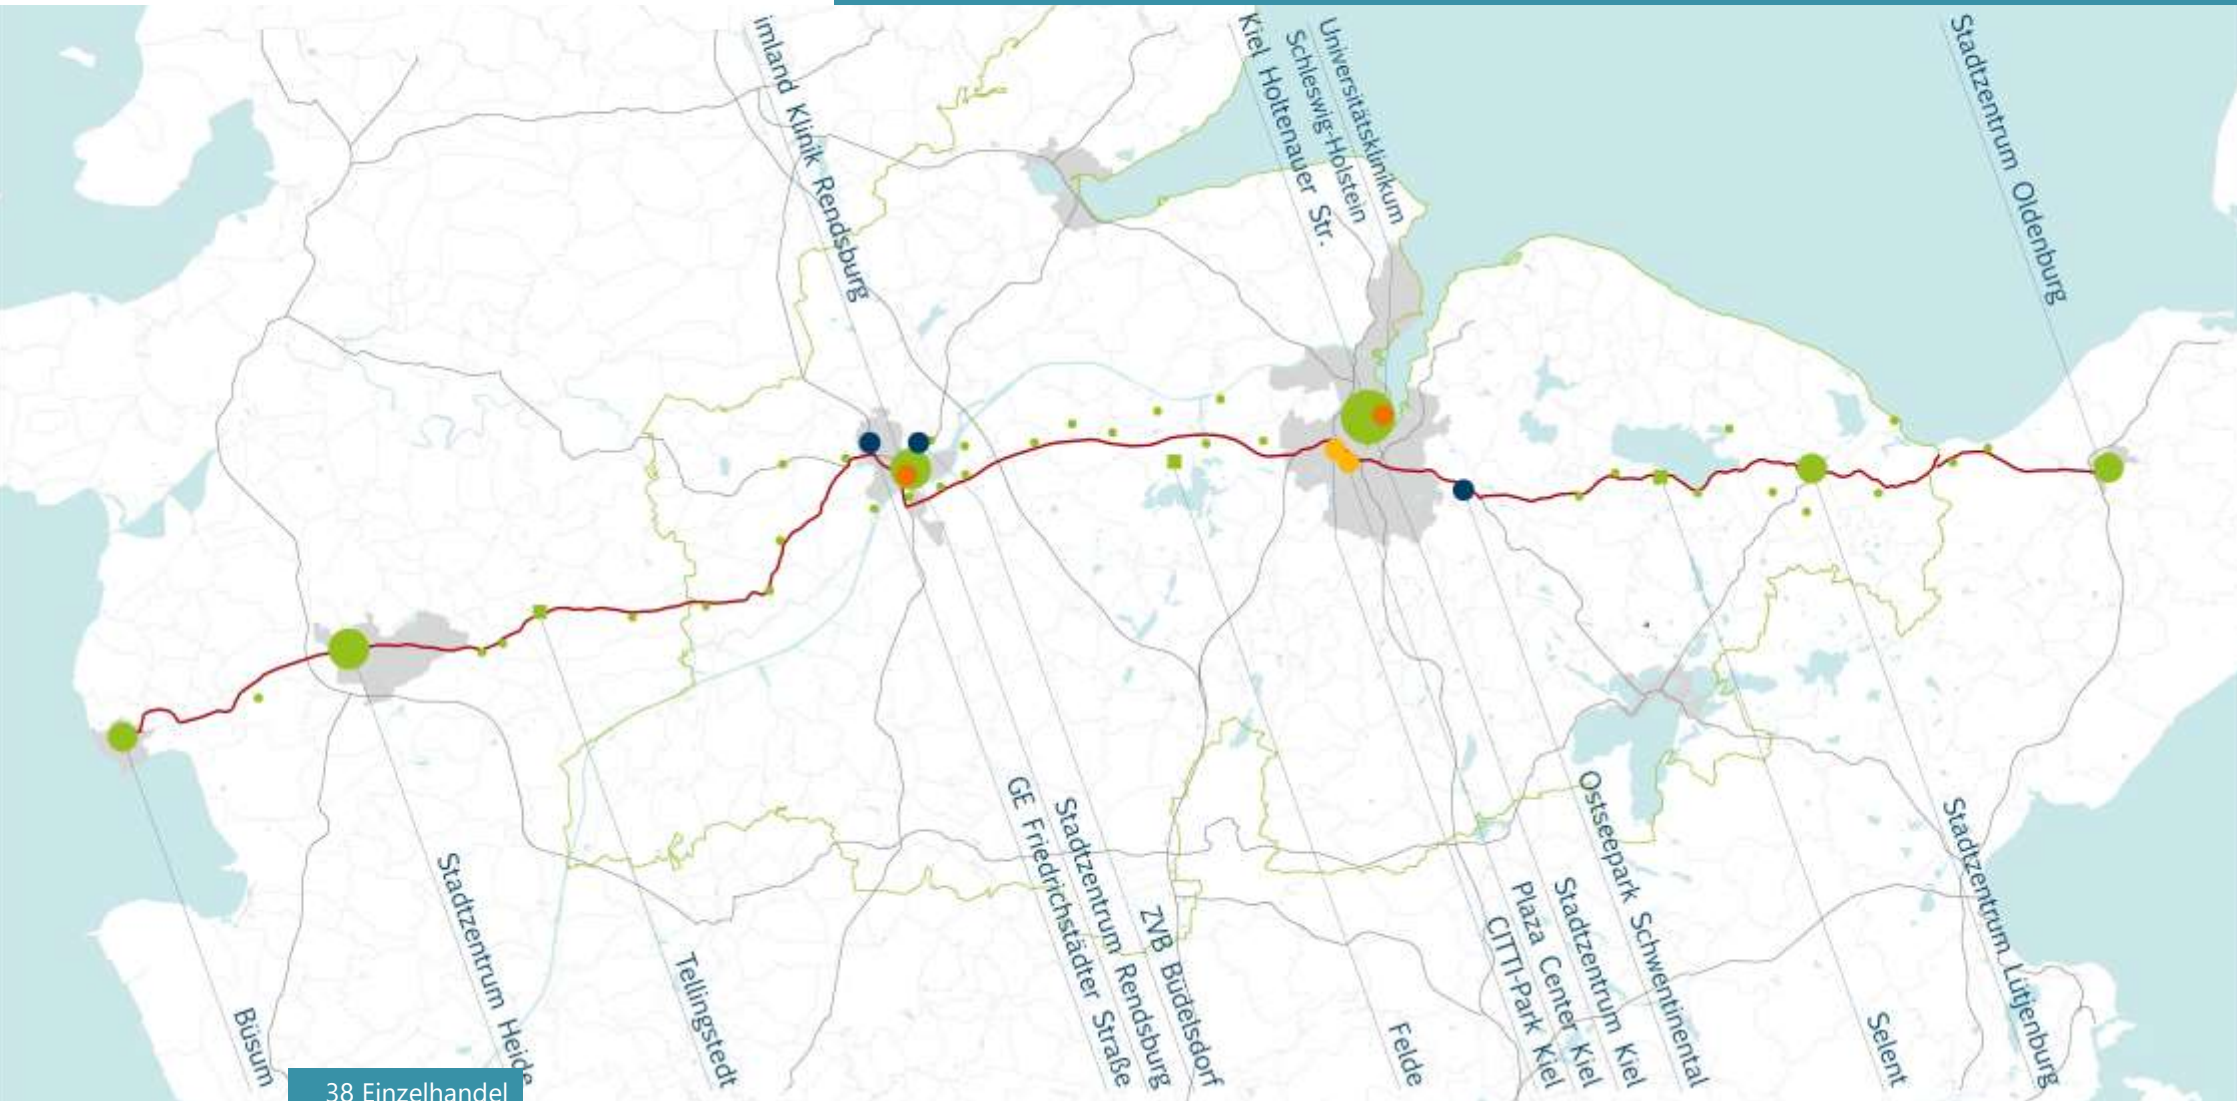 imland Klinik Rendsburg
Kiel Holtenauer Str.
Universitätsklinikum
Schleswig-Holstein
Stadtzentrum Oldenburg
Büsum
Stadtzentrum Heide
Tellingstedt
GE Friedrichstädter Straße
Stadtzentrum Rendsburg
ZVB Büdelsdorf
Felde
CITTI-Park Kiel
Plaza Center Kiel
Stadtzentrum Kiel
Ostseepark Schwentinental
Selent
Stadtzentrum Lütjenburg
38 Einzelhandel